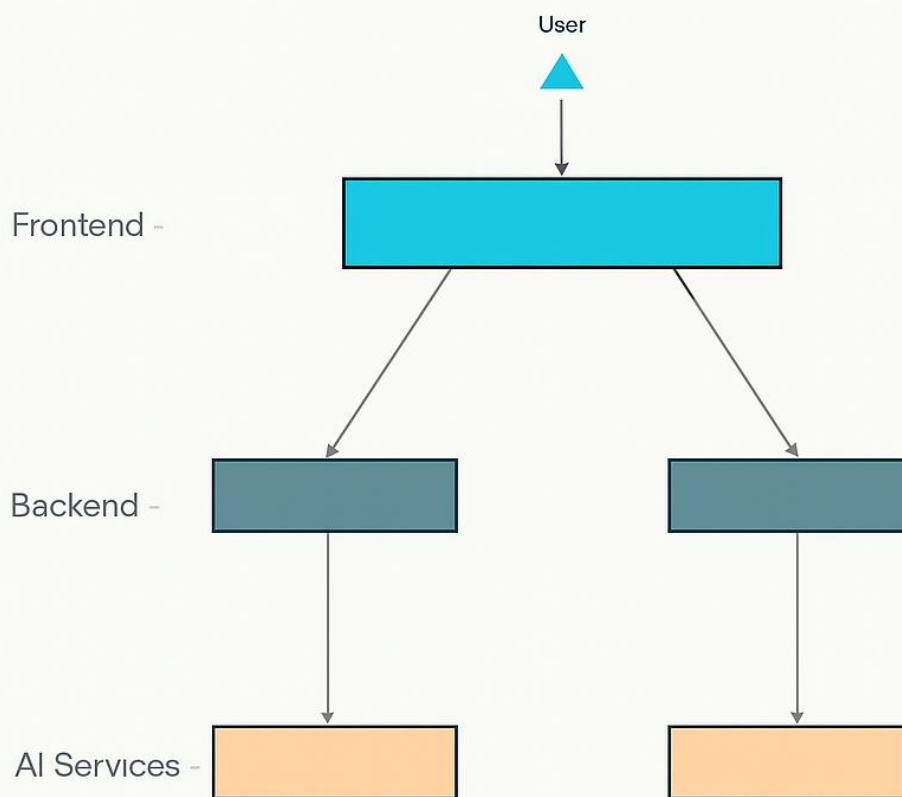 User
Frontend -
Backend -
AI Services -